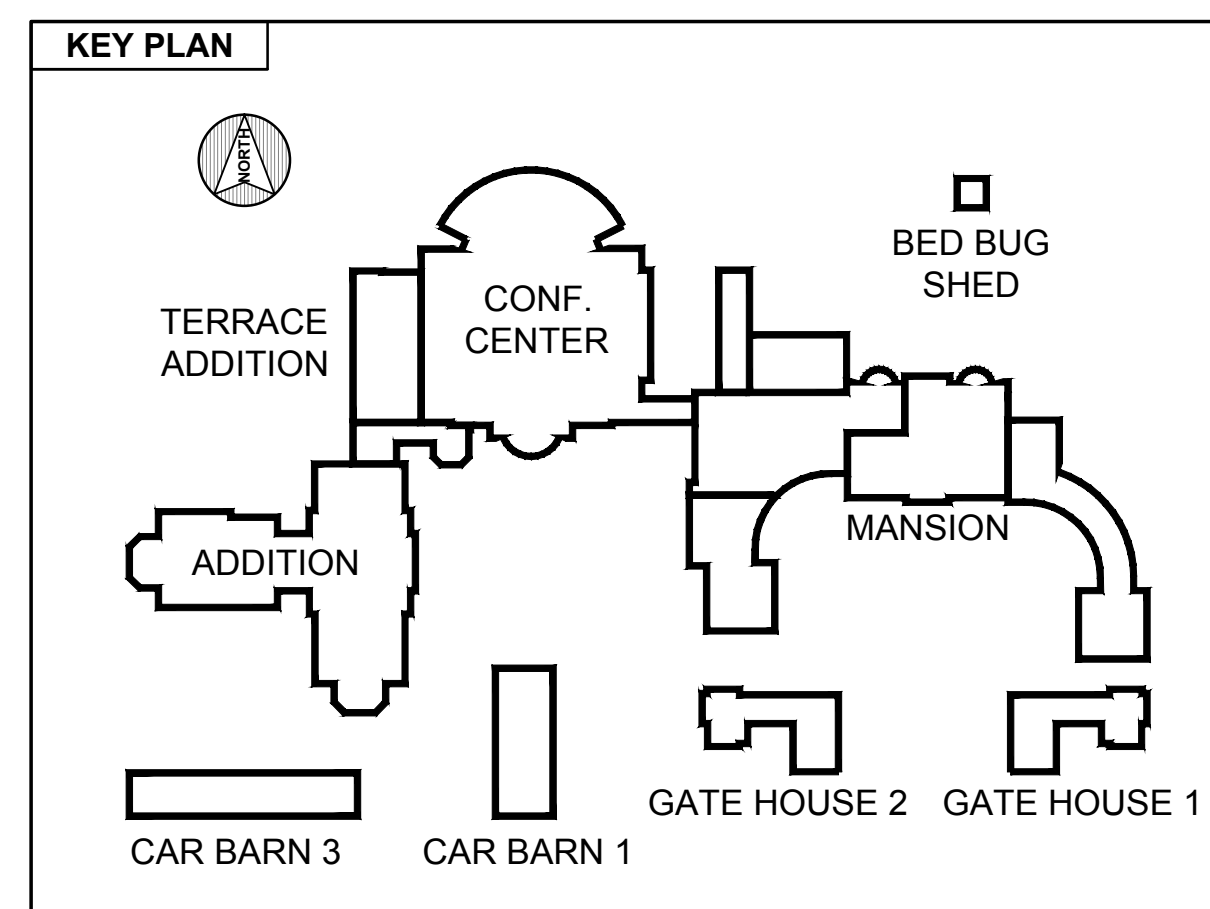 KEY PLAN
NORTH
BED BUG
SHED
CONF.
CENTER
TERRACE
ADDITION
MANSION
ADDITION
GATE HOUSE 2
GATE HOUSE 1
CAR BARN 3
CAR BARN 1